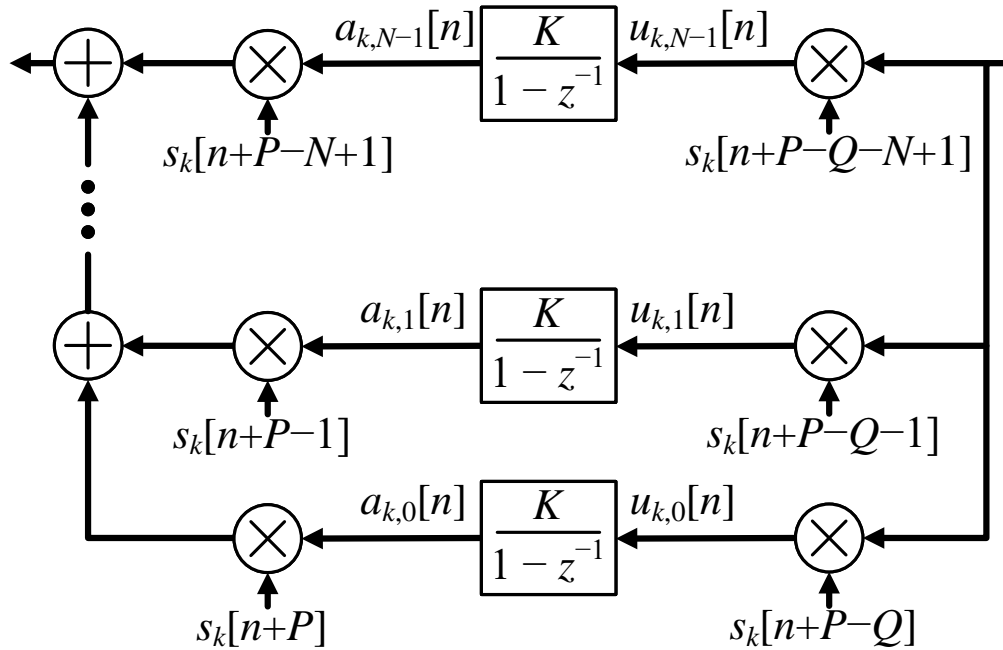 a_{k,N−1}[n] K / 1 − z^{−1} u_{k,N−1}[n]
s_k[n+P−N+1] s_k[n+P−Q−N+1]
a_{k,1}[n] K / 1 − z^{−1} u_{k,1}[n]
s_k[n+P−1] s_k[n+P−Q−1]
a_{k,0}[n] K / 1 − z^{−1} u_{k,0}[n]
s_k[n+P] s_k[n+P−Q]